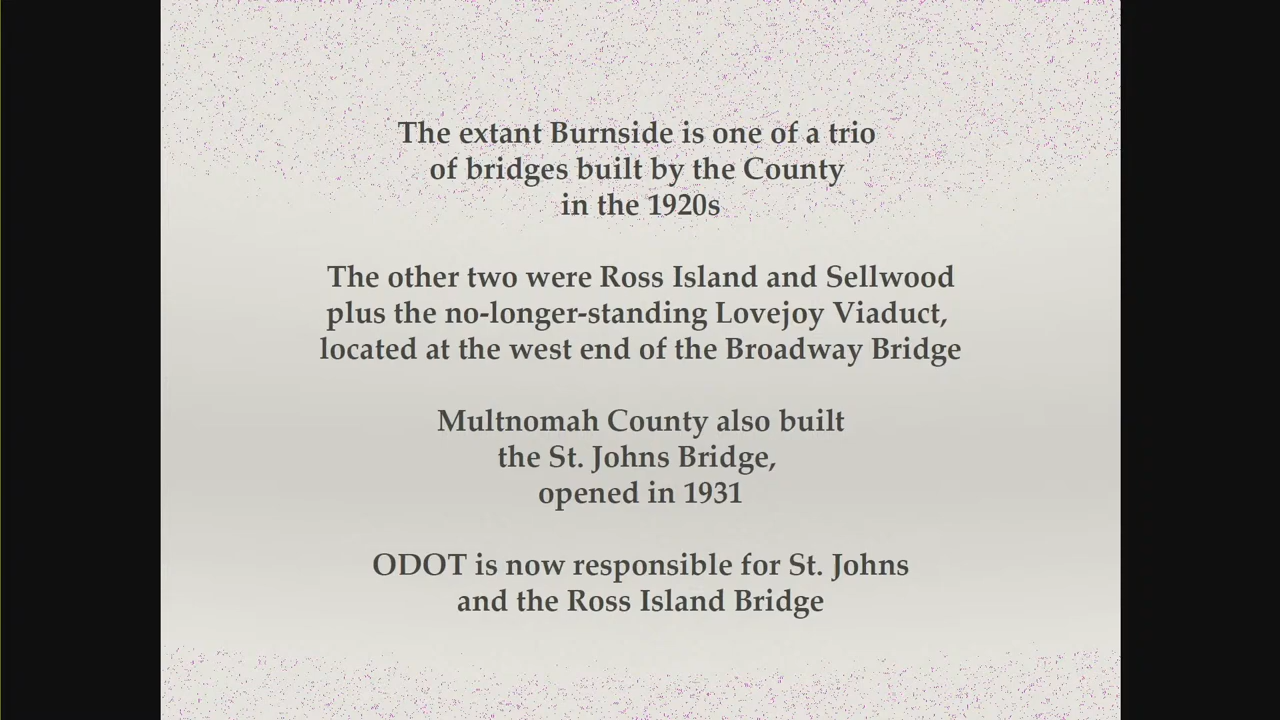 The extant Burnside is one of a trio
of bridges built by the County
in the 1920s
The other two were Ross Island and Sellwood
plus the no-longer-standing Lovejoy Viaduct,
located at the west end of the Broadway Bridge
Multnomah County also built
the St. Johns Bridge,
opened in 1931
ODOT is now responsible for St. Johns
and the Ross Island Bridge